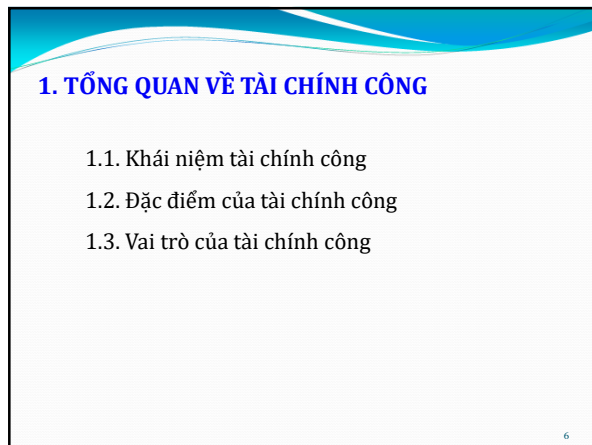 1. TỔNG QUAN VỀ TÀI CHÍNH CÔNG
1.1. Khái niệm tài chính công
1.2. Đặc điểm của tài chính công
1.3. Vai trò của tài chính công
6